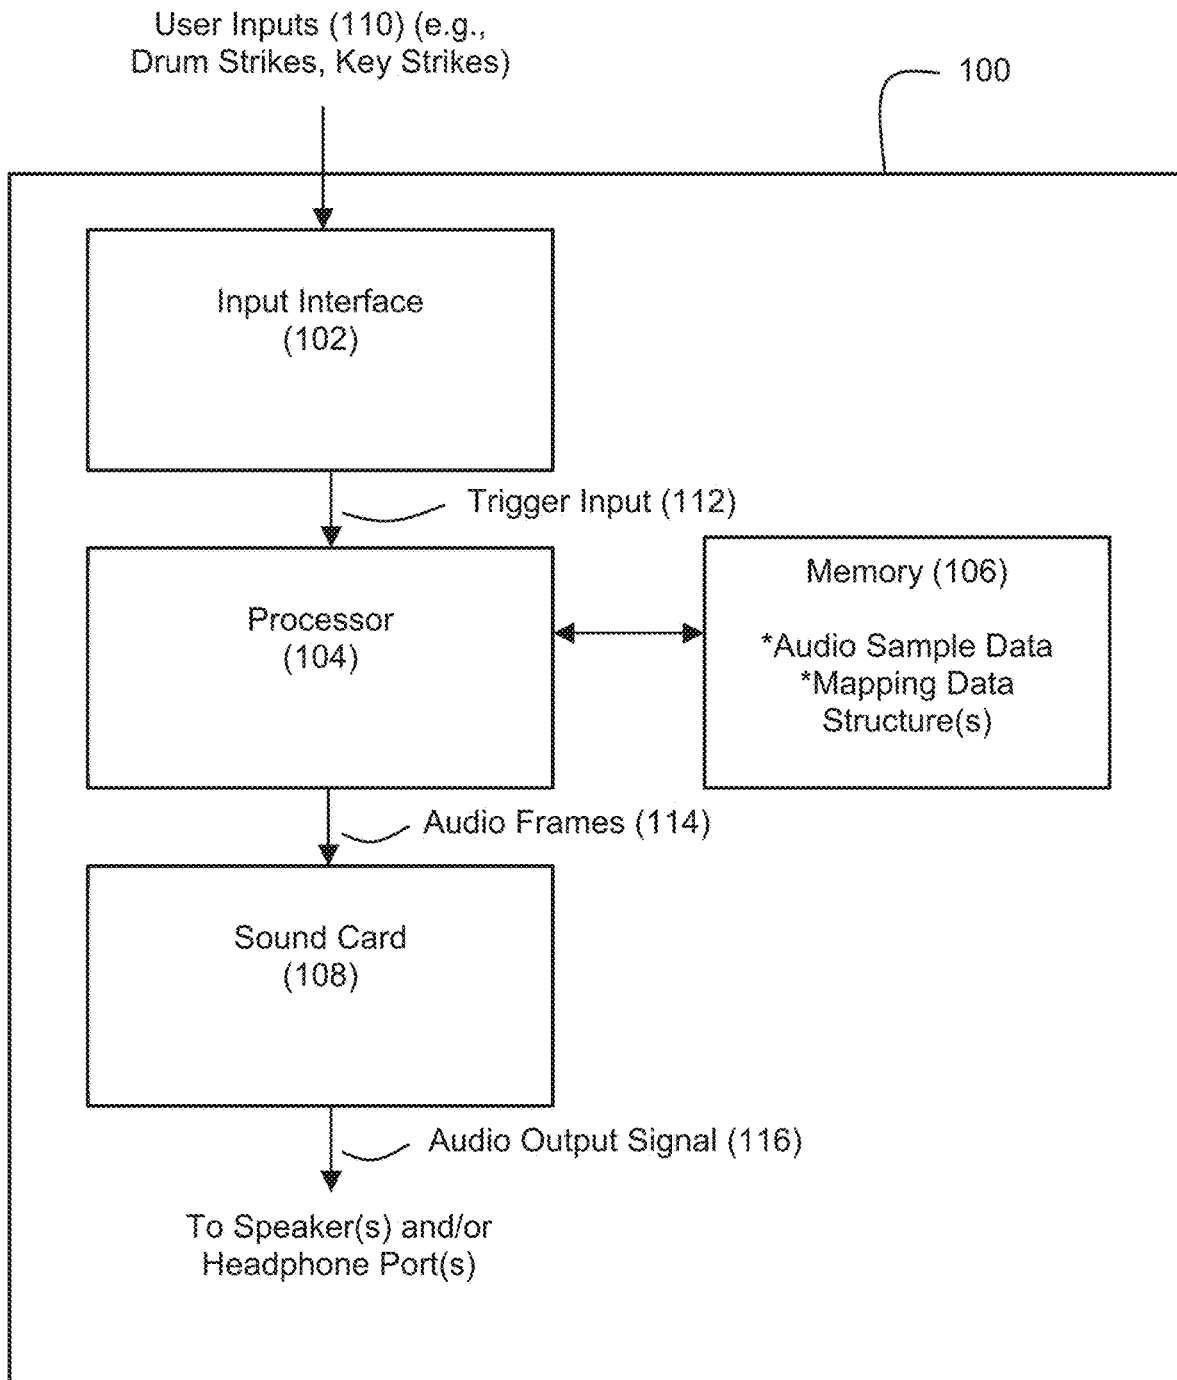 User Inputs (110) (e.g.,
Drum Strikes, Key Strikes)
100
Input Interface
(102)
Trigger Input (112)
Processor
(104)
Memory (106)
*Audio Sample Data
*Mapping Data
Structure(s)
Audio Frames (114)
Sound Card
(108)
Audio Output Signal (116)
To Speaker(s) and/or
Headphone Port(s)